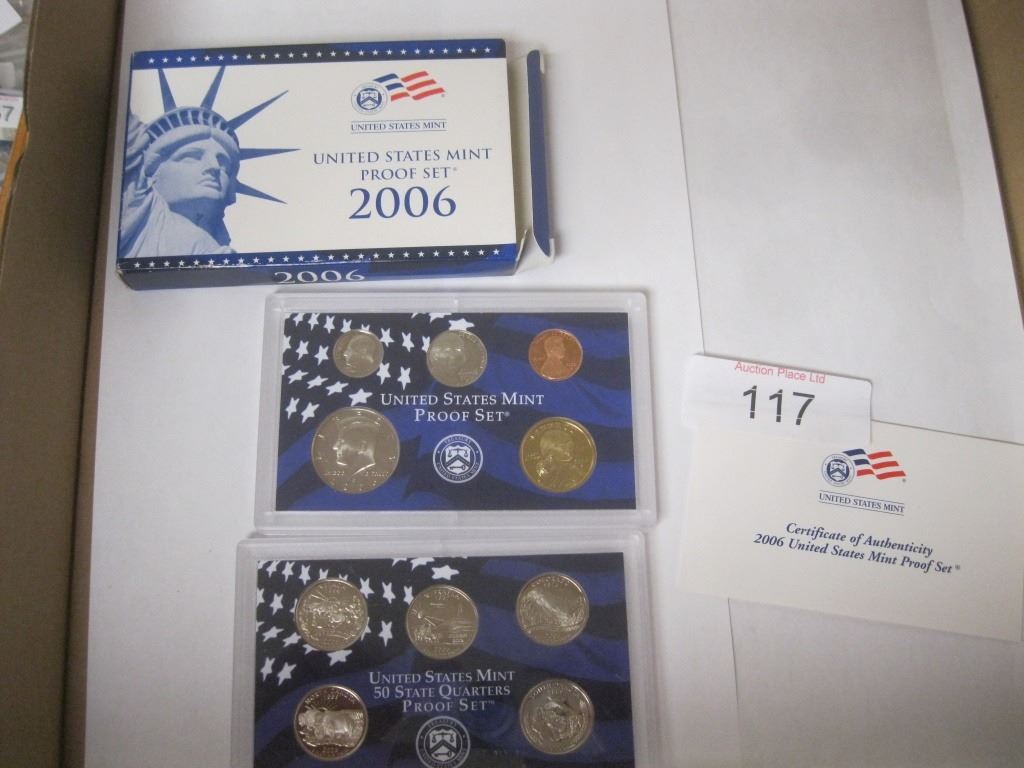 UNITED STATES MINT
UNITED STATES MINT
PROOF SET®
2006
2006
UNITED STATES MINT
PROOF SET®
Auction Place Ltd
117
UNITED STATES MINT
Certificate of Authenticity
2006 United States Mint Proof Set®
UNITED STATES MINT
50 STATE QUARTERS
PROOF SET™